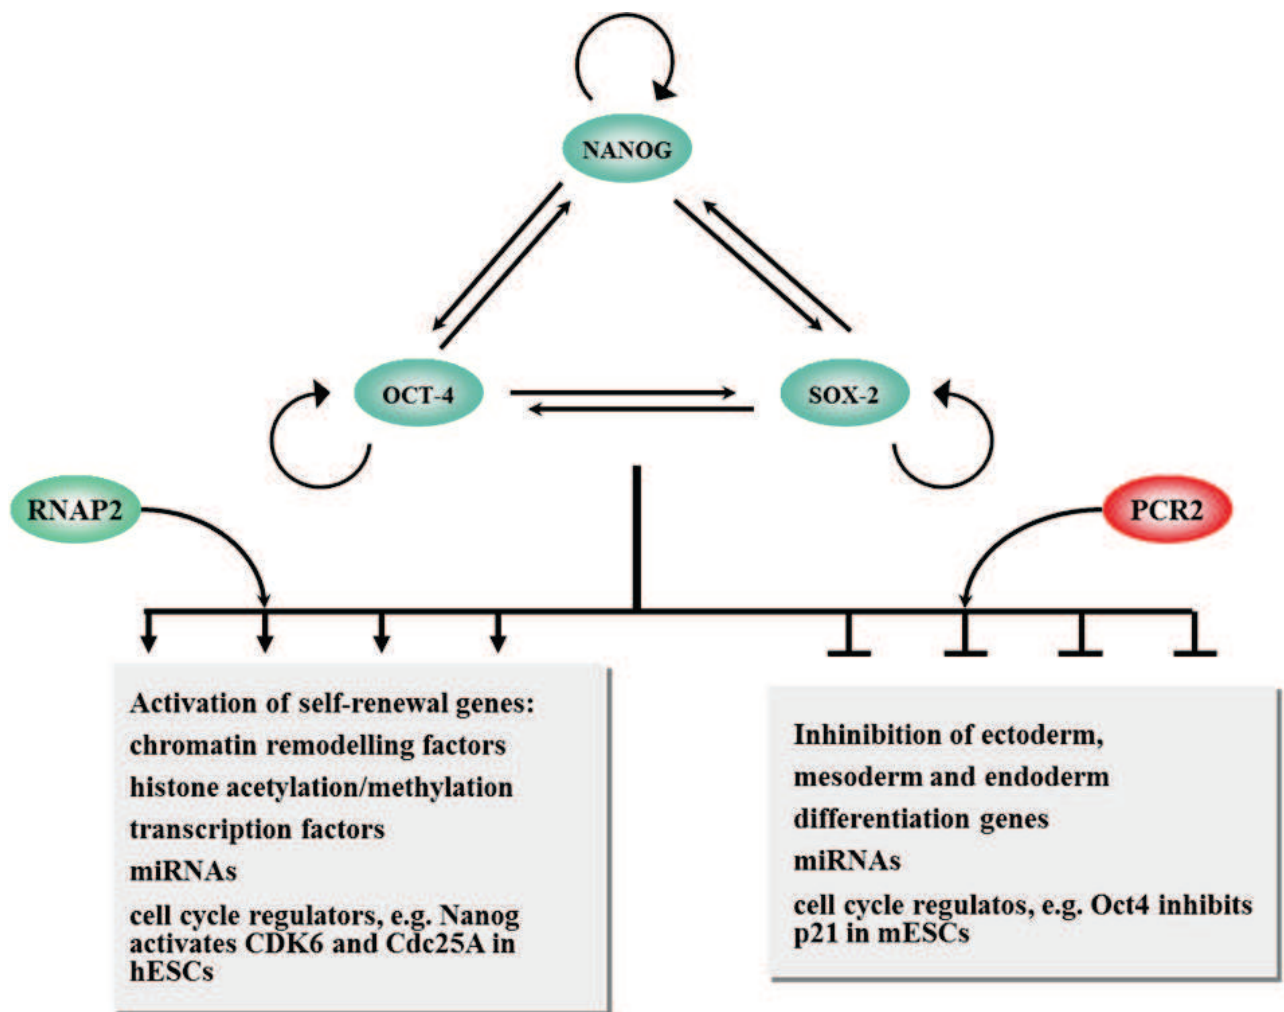 NANOG
OCT-4
SOX-2
RNAP2
PCR2
Activation of self-renewal genes:
chromatin remodelling factors
histone acetylation/methylation
transcription factors
miRNAs
cell cycle regulators, e.g. Nanog
activates CDK6 and Cdc25A in
hESCs
Inhinibition of ectoderm,
mesoderm and endoderm
differentiation genes
miRNAs
cell cycle regulatos, e.g. Oct4 inhibits
p21 in mESCs